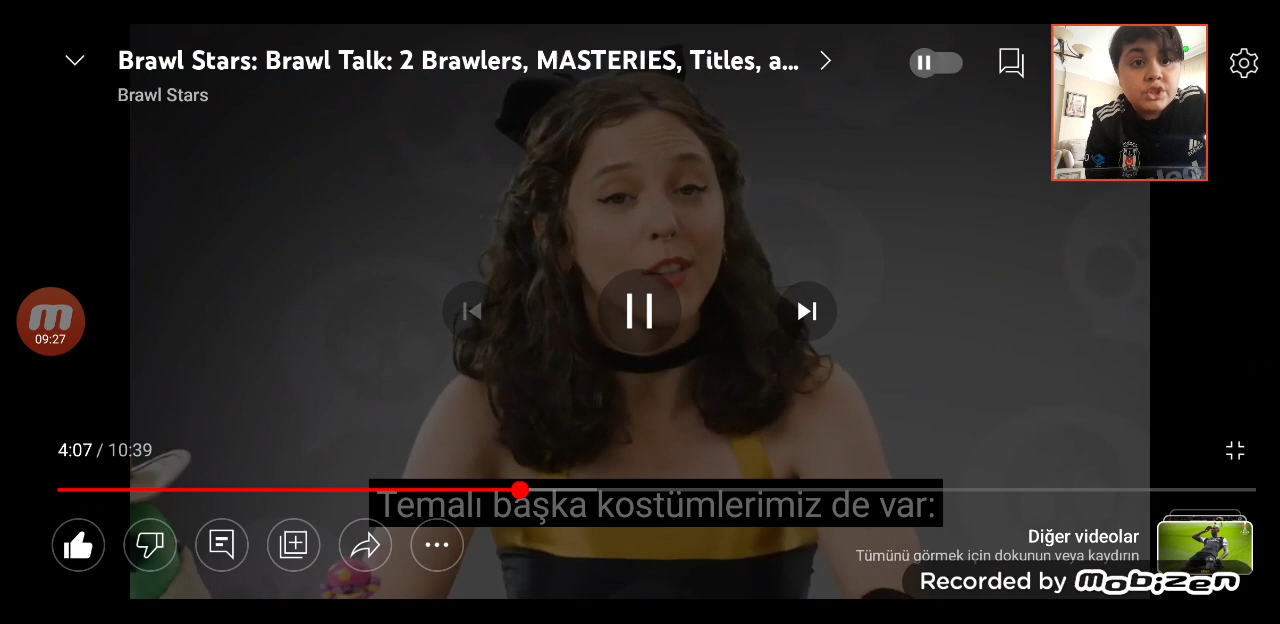 Brawl Stars: Brawl Talk: 2 Brawlers, MASTERIES, Titles, a...
Brawl Stars
09:27
4:07 / 10:39
Temalı başka kostümlerimiz de var:
Diğer videolar
Tümünü görmek için dokunun veya kaydırın
Recorded by mobizen